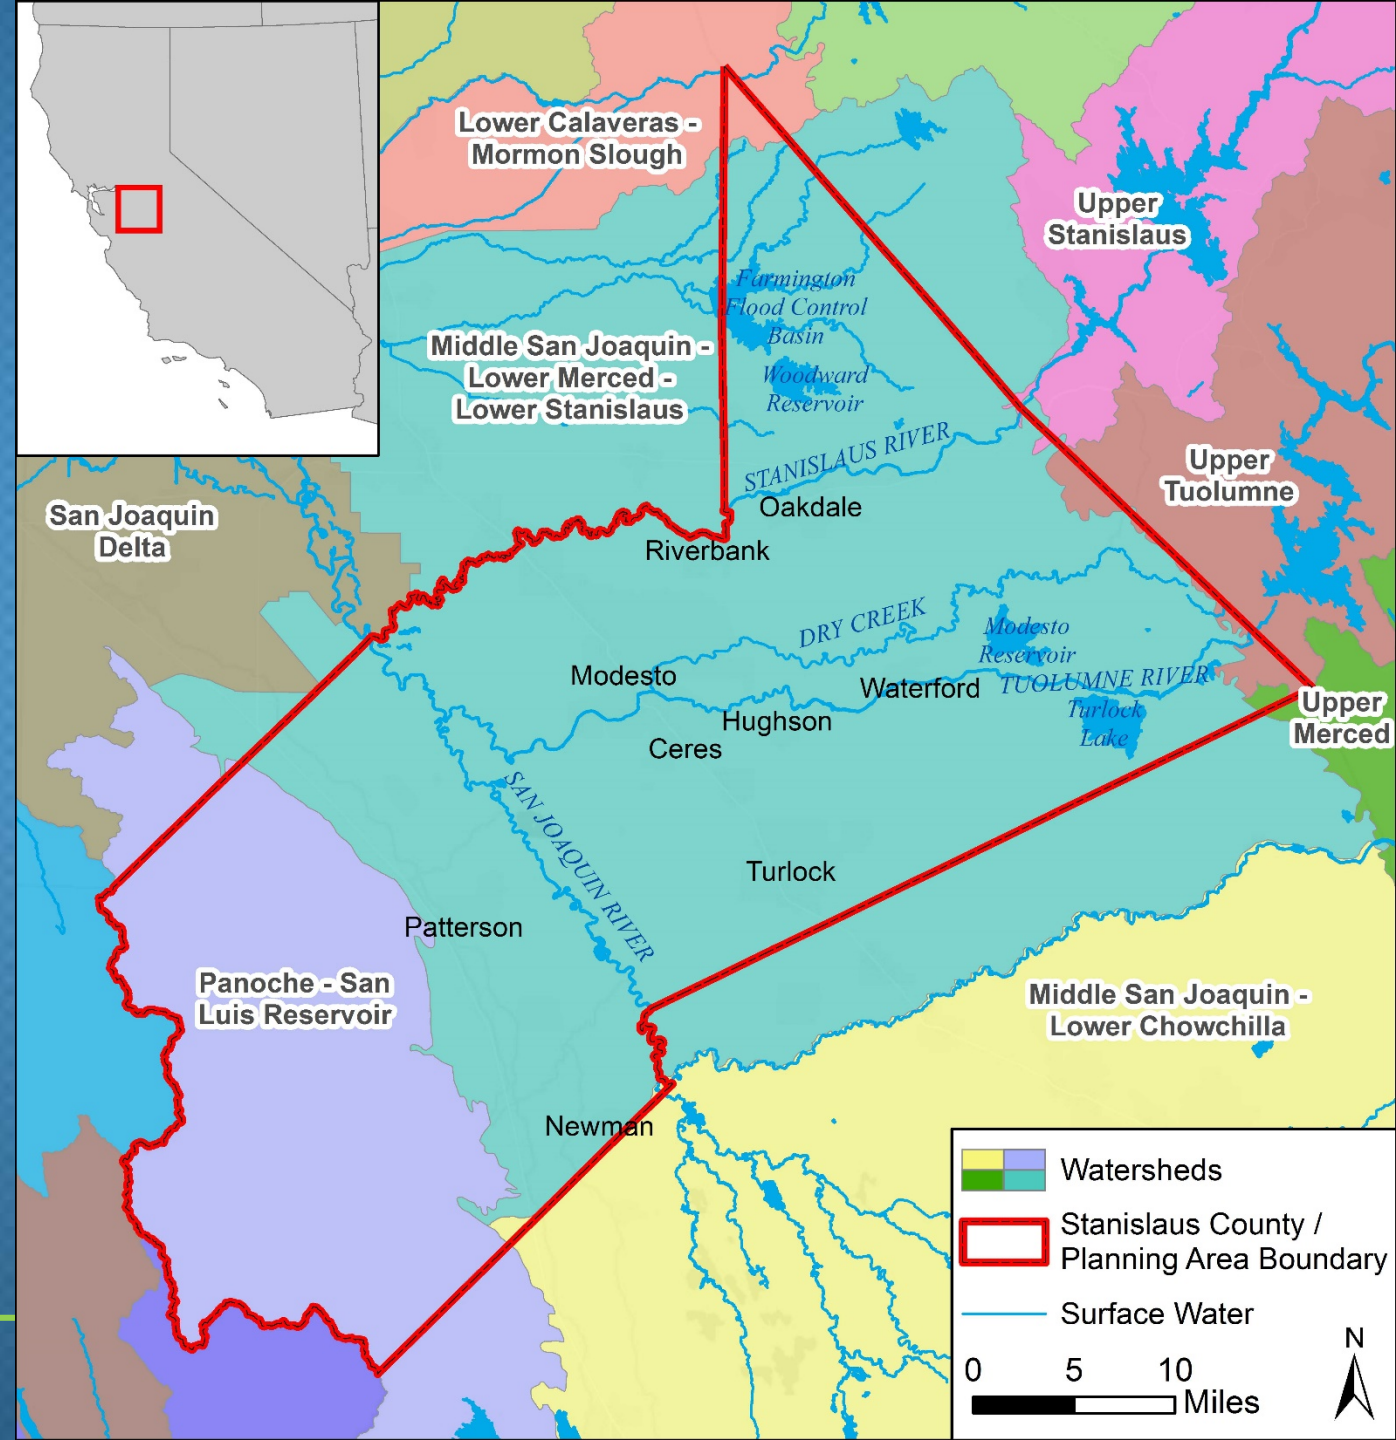 Lower Calaveras -
Mormon Slough
Upper
Stanislaus
Farmington
Flood Control
Basin
Middle San Joaquin -
Lower Merced -
Lower Stanislaus
Woodward
Reservoir
STANISLAUS RIVER
Upper
Tuolumne
San Joaquin
Delta
Oakdale
Riverbank
DRY CREEK
Modesto
Reservoir
Modesto
Waterford
TUOLUMNE RIVER
Hughson
Turlock
Lake
Upper
Merced
Ceres
SAN JOAQUIN RIVER
Turlock
Patterson
Panoche - San
Luis Reservoir
Middle San Joaquin -
Lower Chowchilla
Newman
Watersheds
Stanislaus County /
Planning Area Boundary
Surface Water
N
0 5 10
Miles